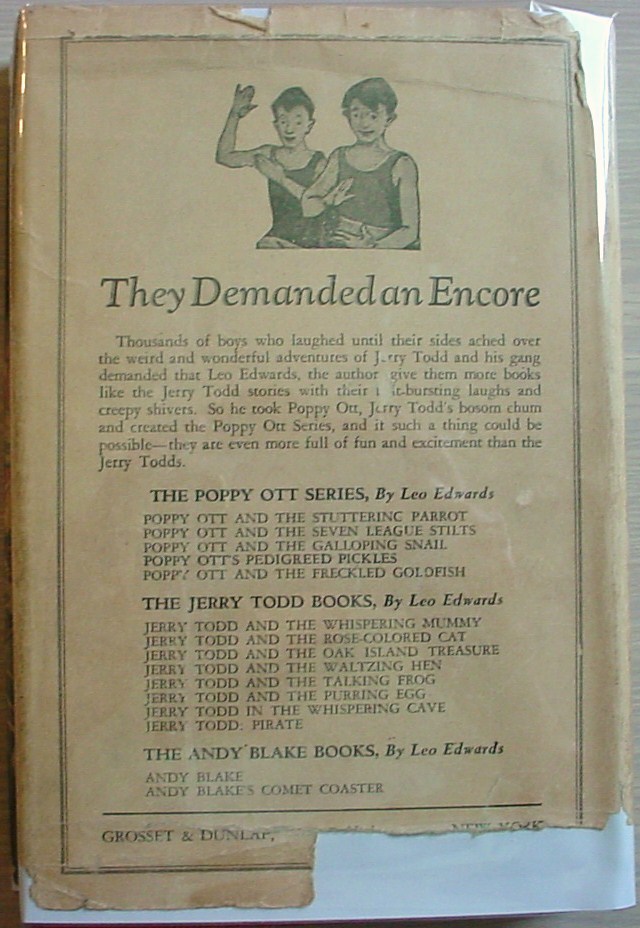 They Demanded an Encore
Thousands of boys who laughed until their sides ached over
the weird and wonderful adventures of Jerry Todd and his gang
demanded that Leo Edwards, the author give them more books
like the Jerry Todd stories with their laughs and
creepy shivers. So he took Poppy Ott, Jerry Todd's bosom chum
and created the Poppy Ott Series, and it such a thing could be
possible—they are even more full of fun and excitement than the
Jerry Todds.
THE POPPY OTT SERIES, By Leo Edwards
POPPY OTT AND THE STUTTERING PARROT
POPPY OTT AND THE SEVEN LEAGUE STILTS
POPPY OTT AND THE GALLOPING SNAIL
POPPY OTT'S PEDIGREED PICKLES
POPPY OTT AND THE FRECKLED GOLDFISH
THE JERRY TODD BOOKS, By Leo Edwards
JERRY TODD AND THE WHISPERING MUMMY
JERRY TODD AND THE ROSE-COLORED CAT
JERRY TODD AND THE OAK ISLAND TREASURE
JERRY TODD AND THE WALTZING HEN
JERRY TODD AND THE TALKING FROG
JERRY TODD AND THE PURRING EGG
JERRY TODD IN THE WHISPERING CAVE
JERRY TODD: PIRATE
THE ANDY BLAKE BOOKS, By Leo Edwards
ANDY BLAKE
ANDY BLAKE'S COMET COASTER
GROSSET & DUNLAP, NEW YORK